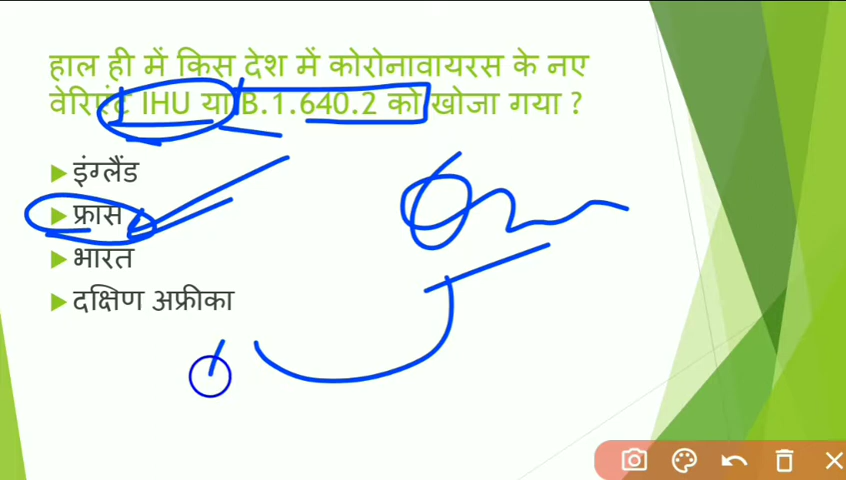 हाल ही में किस देश में कोरोनावायरस के नए
वेरिएंट IHU या B.1.640.2 को खोजा गया ?
इंग्लैंड
फ्रास
भारत
दक्षिण अफ्रीका